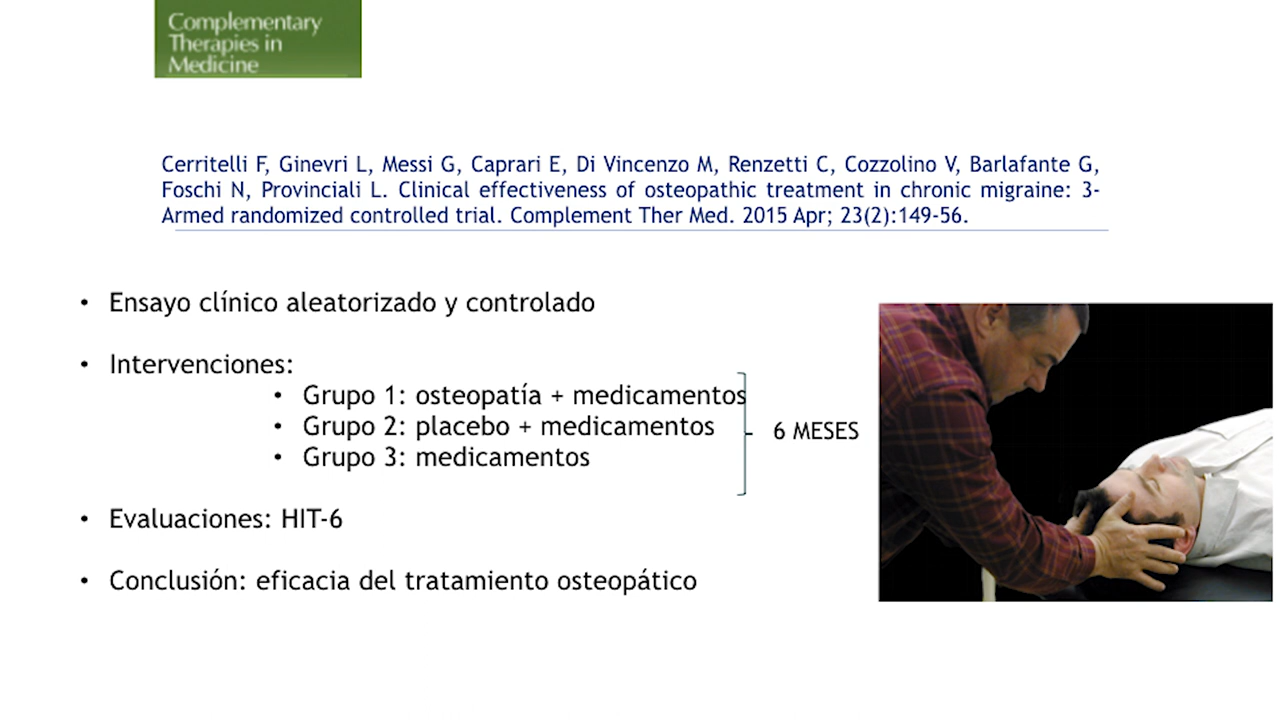 Complementary
Therapies in
Medicine
Cerritelli F, Ginevri L, Messi G, Caprari E, Di Vincenzo M, Renzetti C, Cozzolino V, Barlafante G,
Foschi N, Provinciali L. Clinical effectiveness of osteopathic treatment in chronic migraine: 3-
Armed randomized controlled trial. Complement Ther Med. 2015 Apr; 23(2):149-56.
• Ensayo clínico aleatorizado y controlado
• Intervenciones:
• Grupo 1: osteopatía + medicamentos
• Grupo 2: placebo + medicamentos
• Grupo 3: medicamentos
6 MESES
• Evaluaciones: HIT-6
• Conclusión: eficacia del tratamiento osteopático